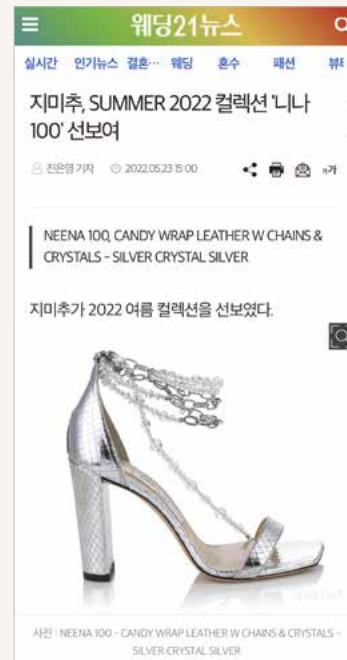 웨딩21뉴스
실시간 인기뉴스 결혼… 웨딩 혼수 패션 뷰티
지미추, SUMMER 2022 컬렉션 '니나
100' 선보여
진은영 기자 2022.05.23 15:00 가
NEENA 100, CANDY WRAP LEATHER W CHAINS &
CRYSTALS - SILVER CRYSTAL SILVER
지미추가 2022 여름 컬렉션을 선보였다.
사진 : NEENA 100 - CANDY WRAP LEATHER W CHAINS & CRYSTALS -
SILVER CRYSTAL SILVER